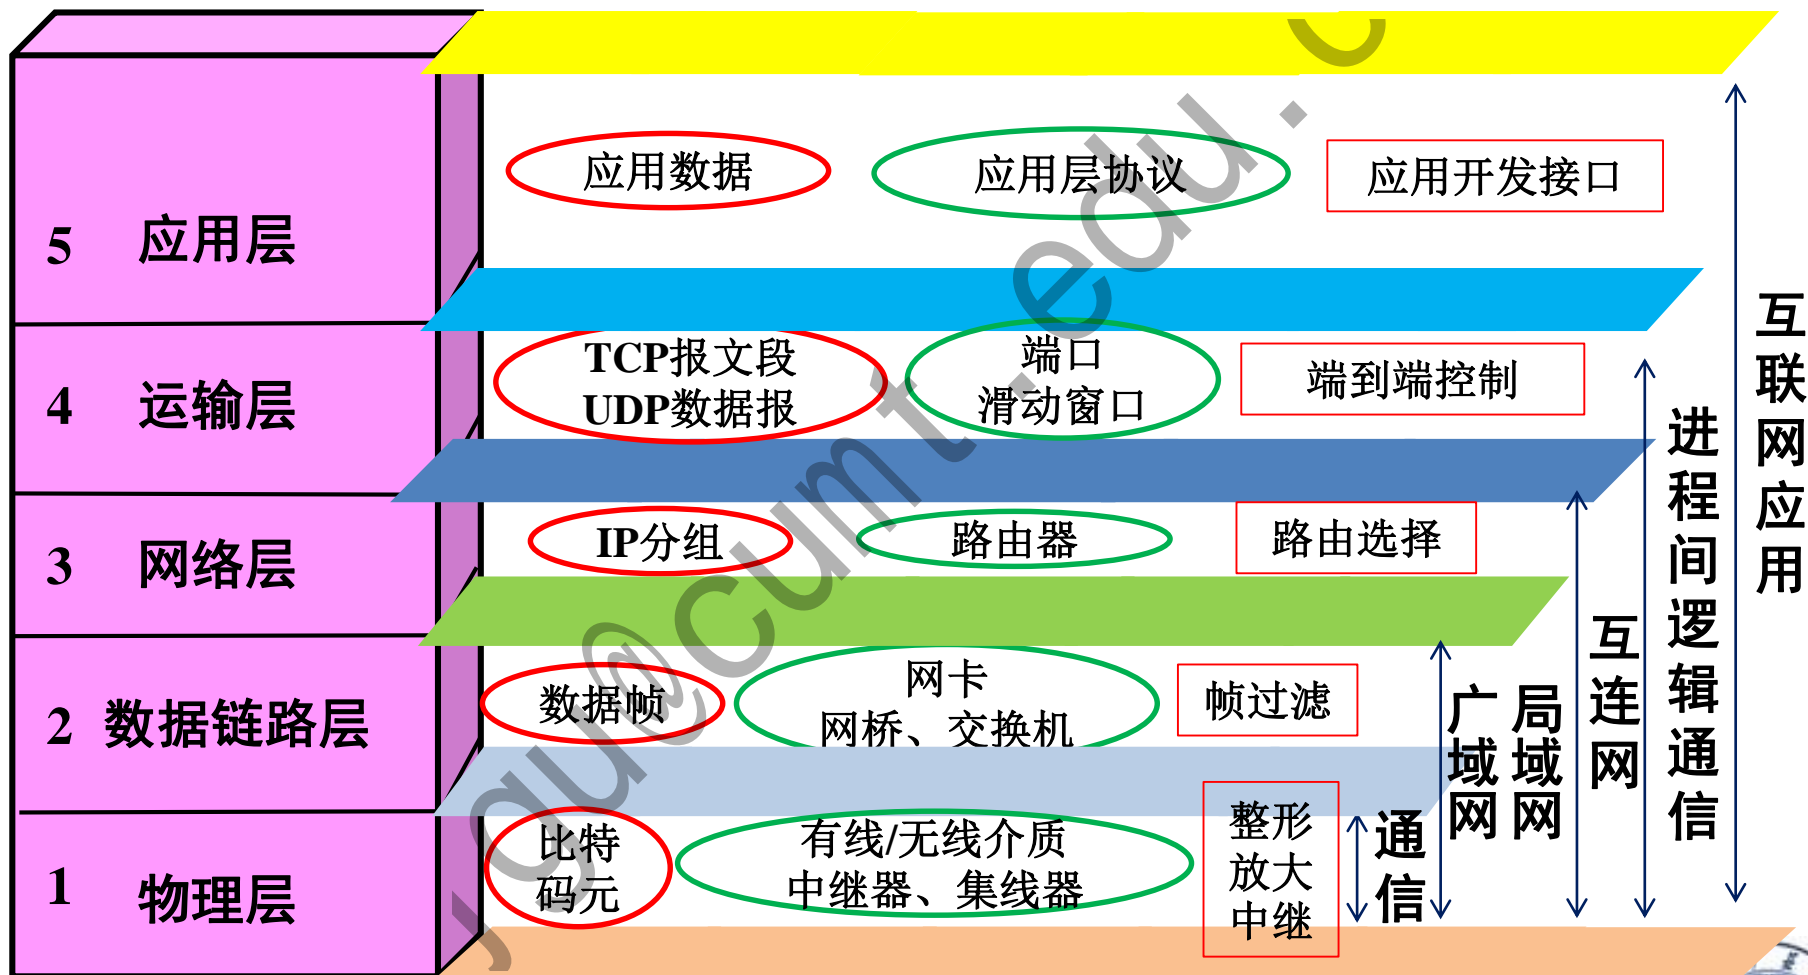 5 应用层
应用数据
应用层协议
应用开发接口
4 运输层
TCP报文段
UDP数据报
端口
滑动窗口
端到端控制
3 网络层
IP分组
路由器
路由选择
2 数据链路层
数据帧
网卡
网桥、交换机
帧过滤
1 物理层
比特
码元
有线/无线介质
中继器、集线器
整形
放大
中继
通信
广域网
局域网
互连网
进程间逻辑通信
互联网应用
gu@cumt.edu.c